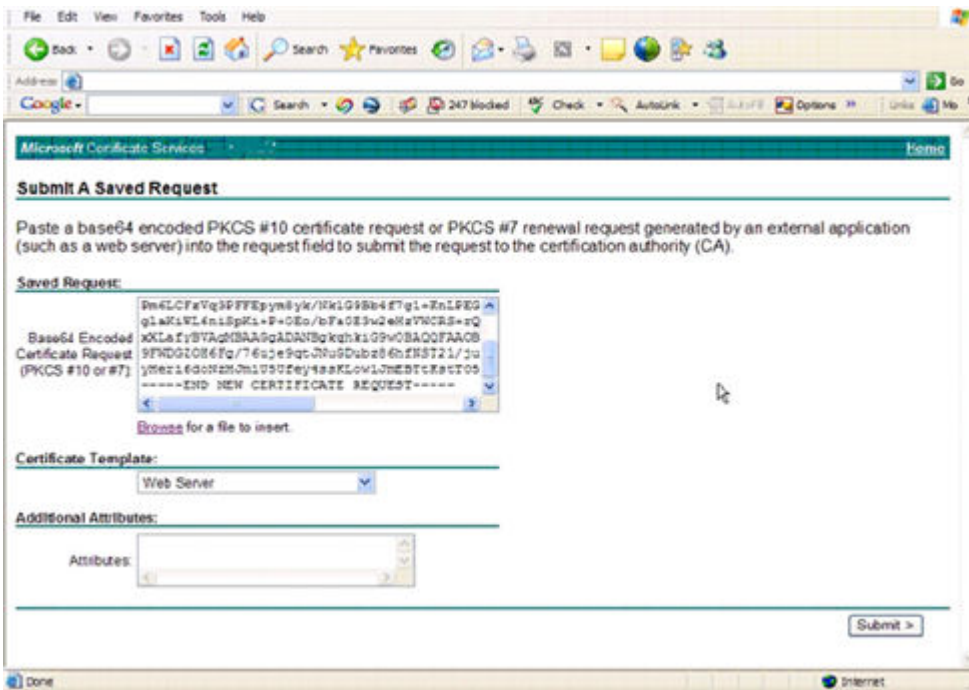 File Edit View Favorites Tools Help
Back Search Favorites
Address Go
Google Search 247 blocked Check AutoLink AutoFill Options Links
Microsoft Certificate Services Home
Submit A Saved Request
Paste a base64 encoded PKCS #10 certificate request or PKCS #7 renewal request generated by an external application
(such as a web server) into the request field to submit the request to the certification authority (CA).
Saved Request:
Base64 Encoded
Certificate Request
(PKCS #10 or #7):
-----END NEW CERTIFICATE REQUEST-----
Browse for a file to insert.
Certificate Template:
Web Server
Additional Attributes:
Attributes:
Submit >
Done Internet